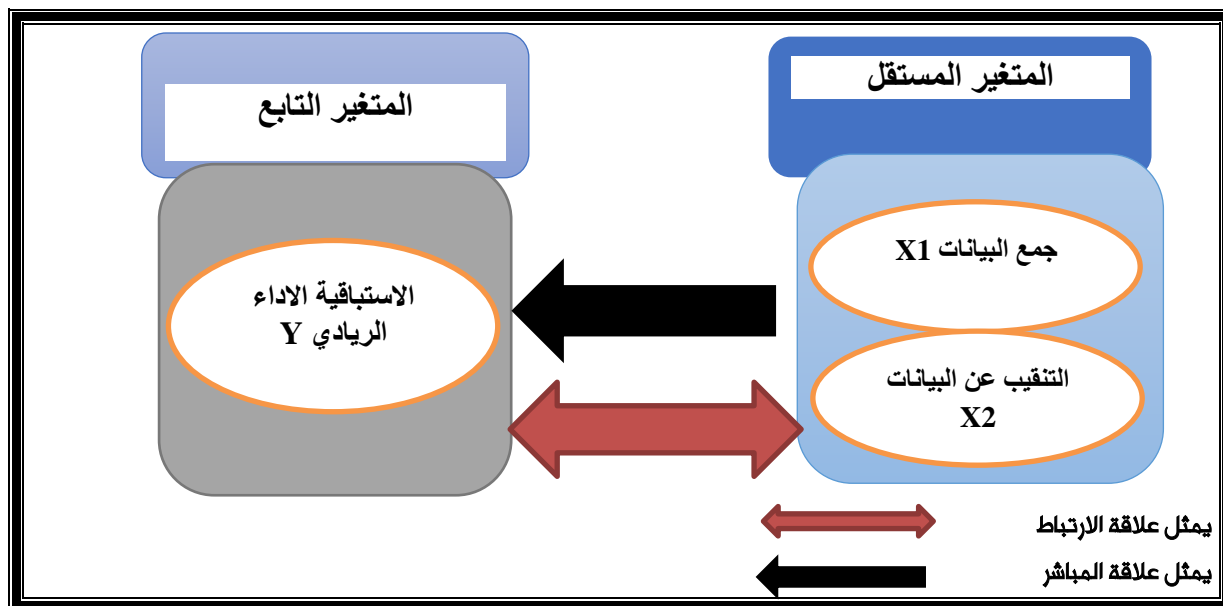 المتغير المستقل
المتغير التابع
جمع البيانات X1
التنقيب عن البيانات
X2
الاستباقية الاداء
الريادي Y
يمثل علاقة الارتباط
يمثل علاقة المباشر